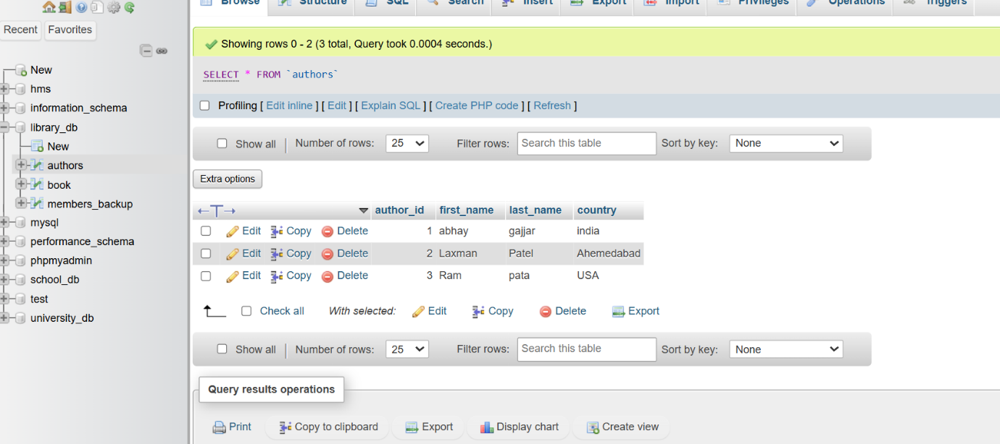 Browse Structure SQL Search Insert Export Import Privileges Operations Triggers
Recent Favorites
New
hms
information_schema
library_db
New
authors
book
members_backup
mysql
performance_schema
phpmyadmin
school_db
test
university_db
Showing rows 0 - 2 (3 total, Query took 0.0004 seconds.)
SELECT * FROM `authors`
Profiling [ Edit inline ] [ Edit ] [ Explain SQL ] [ Create PHP code ] [ Refresh ]
Show all | Number of rows: 25 Filter rows: Search this table Sort by key: None
Extra options
author_id first_name last_name country
Edit Copy Delete 1 abhay gajjar india
Edit Copy Delete 2 Laxman Patel Ahemedabad
Edit Copy Delete 3 Ram pata USA
Check all With selected: Edit Copy Delete Export
Show all | Number of rows: 25 Filter rows: Search this table Sort by key: None
Query results operations
Print Copy to clipboard Export Display chart Create view